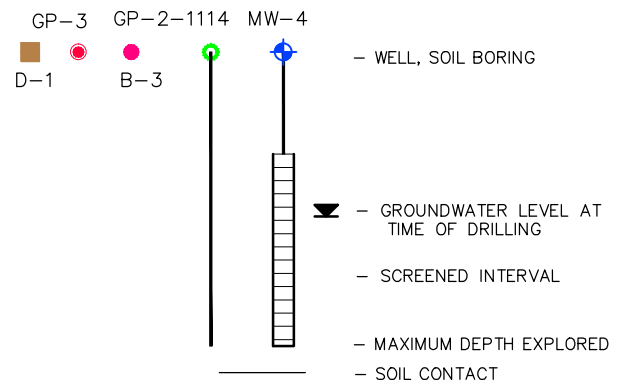 GP-3 GP-2-1114 MW-4
D-1 B-3
- WELL, SOIL BORING
- GROUNDWATER LEVEL AT
TIME OF DRILLING
- SCREENED INTERVAL
- MAXIMUM DEPTH EXPLORED
- SOIL CONTACT